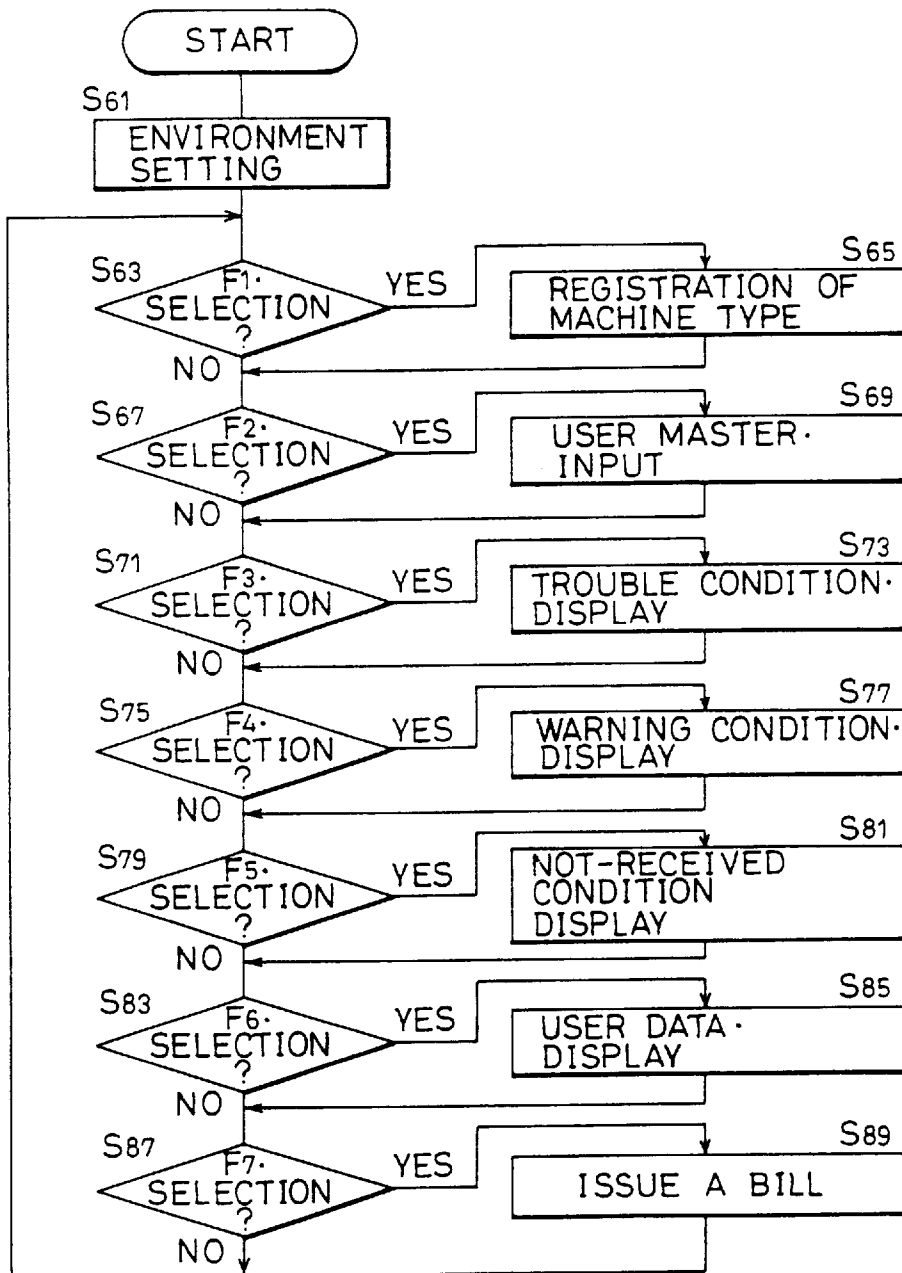 START
S61
ENVIRONMENT
SETTING
S63
F1·
SELECTION
?
YES
NO
S65
REGISTRATION OF
MACHINE TYPE
S67
F2·
SELECTION
?
YES
NO
S69
USER MASTER·
INPUT
S71
F3·
SELECTION
?
YES
NO
S73
TROUBLE CONDITION·
DISPLAY
S75
F4·
SELECTION
?
YES
NO
S77
WARNING CONDITION·
DISPLAY
S79
F5·
SELECTION
?
YES
NO
S81
NOT-RECEIVED
CONDITION
DISPLAY
S83
F6·
SELECTION
?
YES
NO
S85
USER DATA·
DISPLAY
S87
F7·
SELECTION
?
YES
NO
S89
ISSUE A BILL